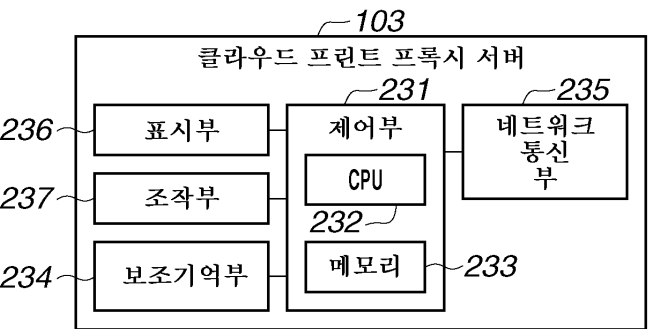 103
클라우드 프린트 프록시 서버
231
235
236
표시부
제어부
네트워크
통신
부
CPU
237
조작부
232
234
보조기억부
메모리
233